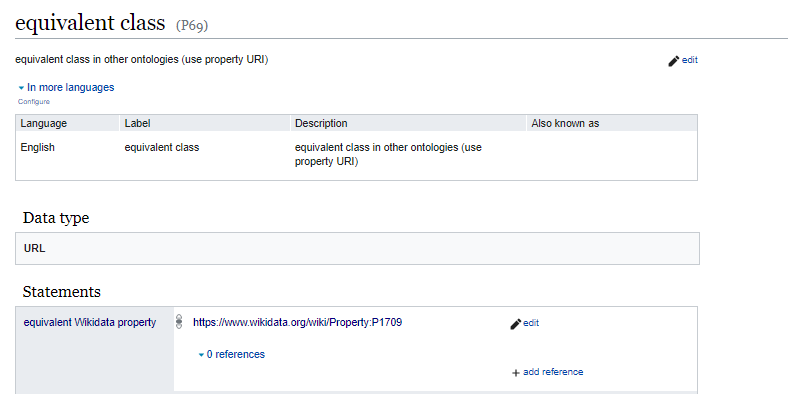 equivalent class (P69)
equivalent class in other ontologies (use property URI)
edit
In more languages
Configure
Language Label Description Also known as
English equivalent class equivalent class in other ontologies (use
property URI)
Data type
URL
Statements
equivalent Wikidata property https://www.wikidata.org/wiki/Property:P1709 edit
0 references
+ add reference